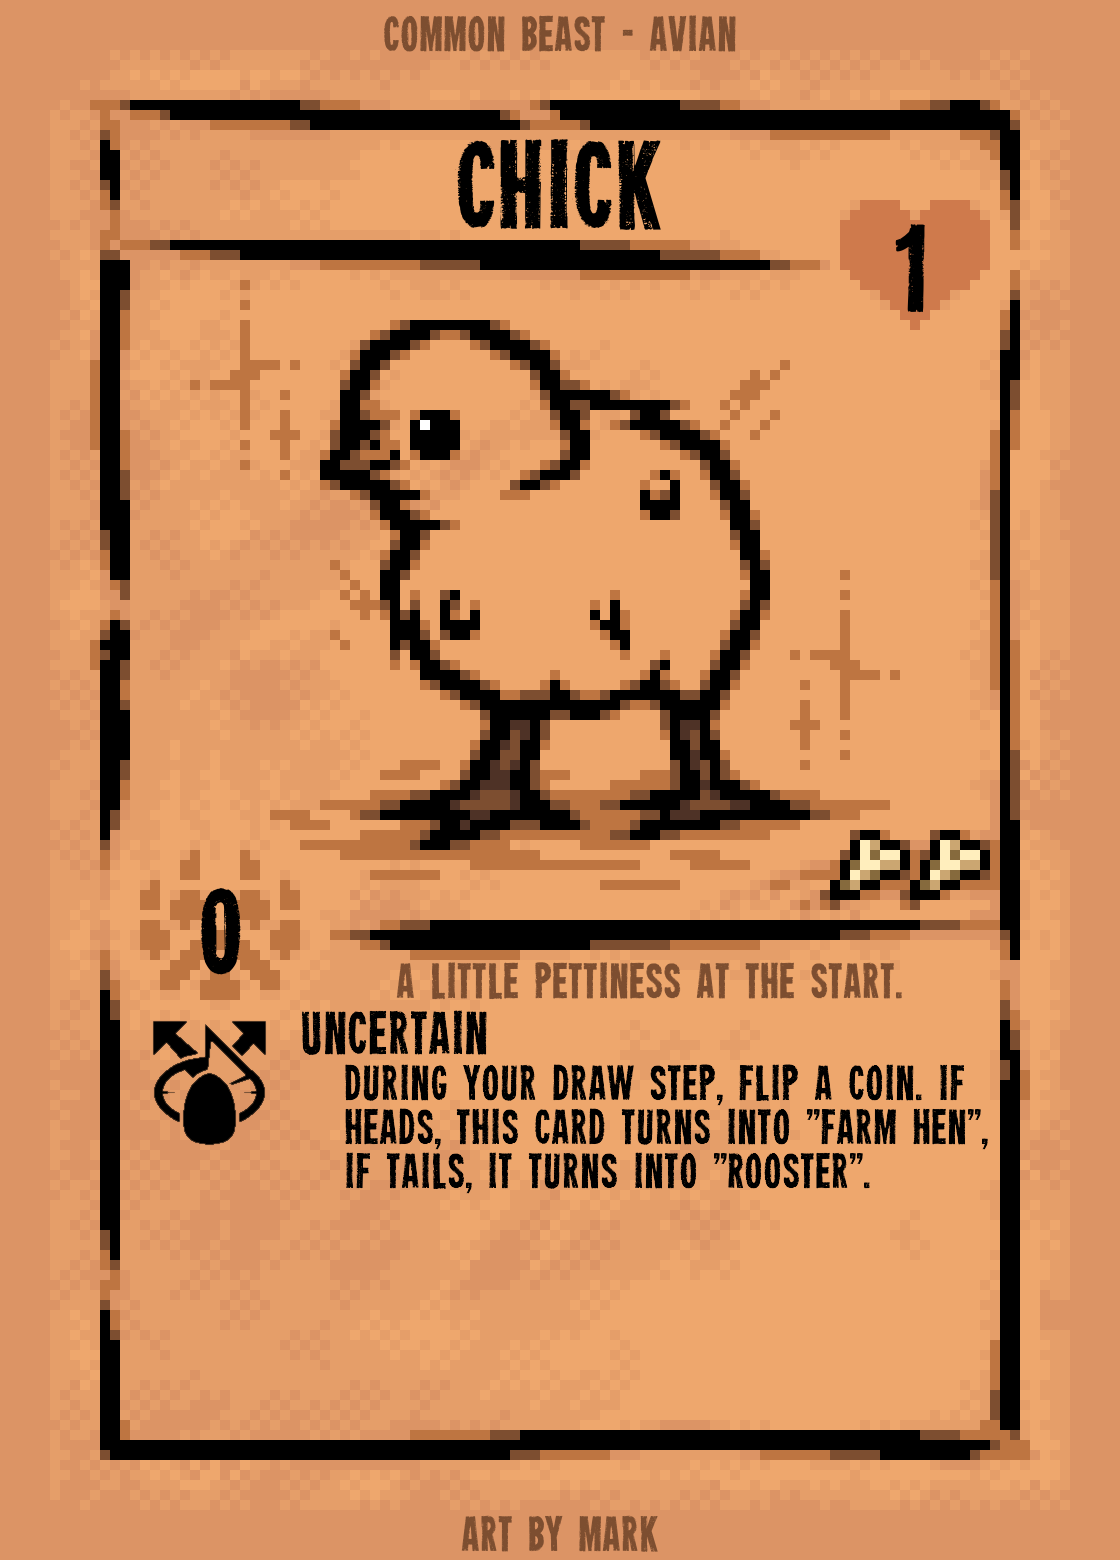 COMMON BEAST - AVIAN
CHICK
1
0
A LITTLE PETTINESS AT THE START.
UNCERTAIN
DURING YOUR DRAW STEP, FLIP A COIN. IF
HEADS, THIS CARD TURNS INTO "FARM HEN",
IF TAILS, IT TURNS INTO "ROOSTER".
ART BY MARK